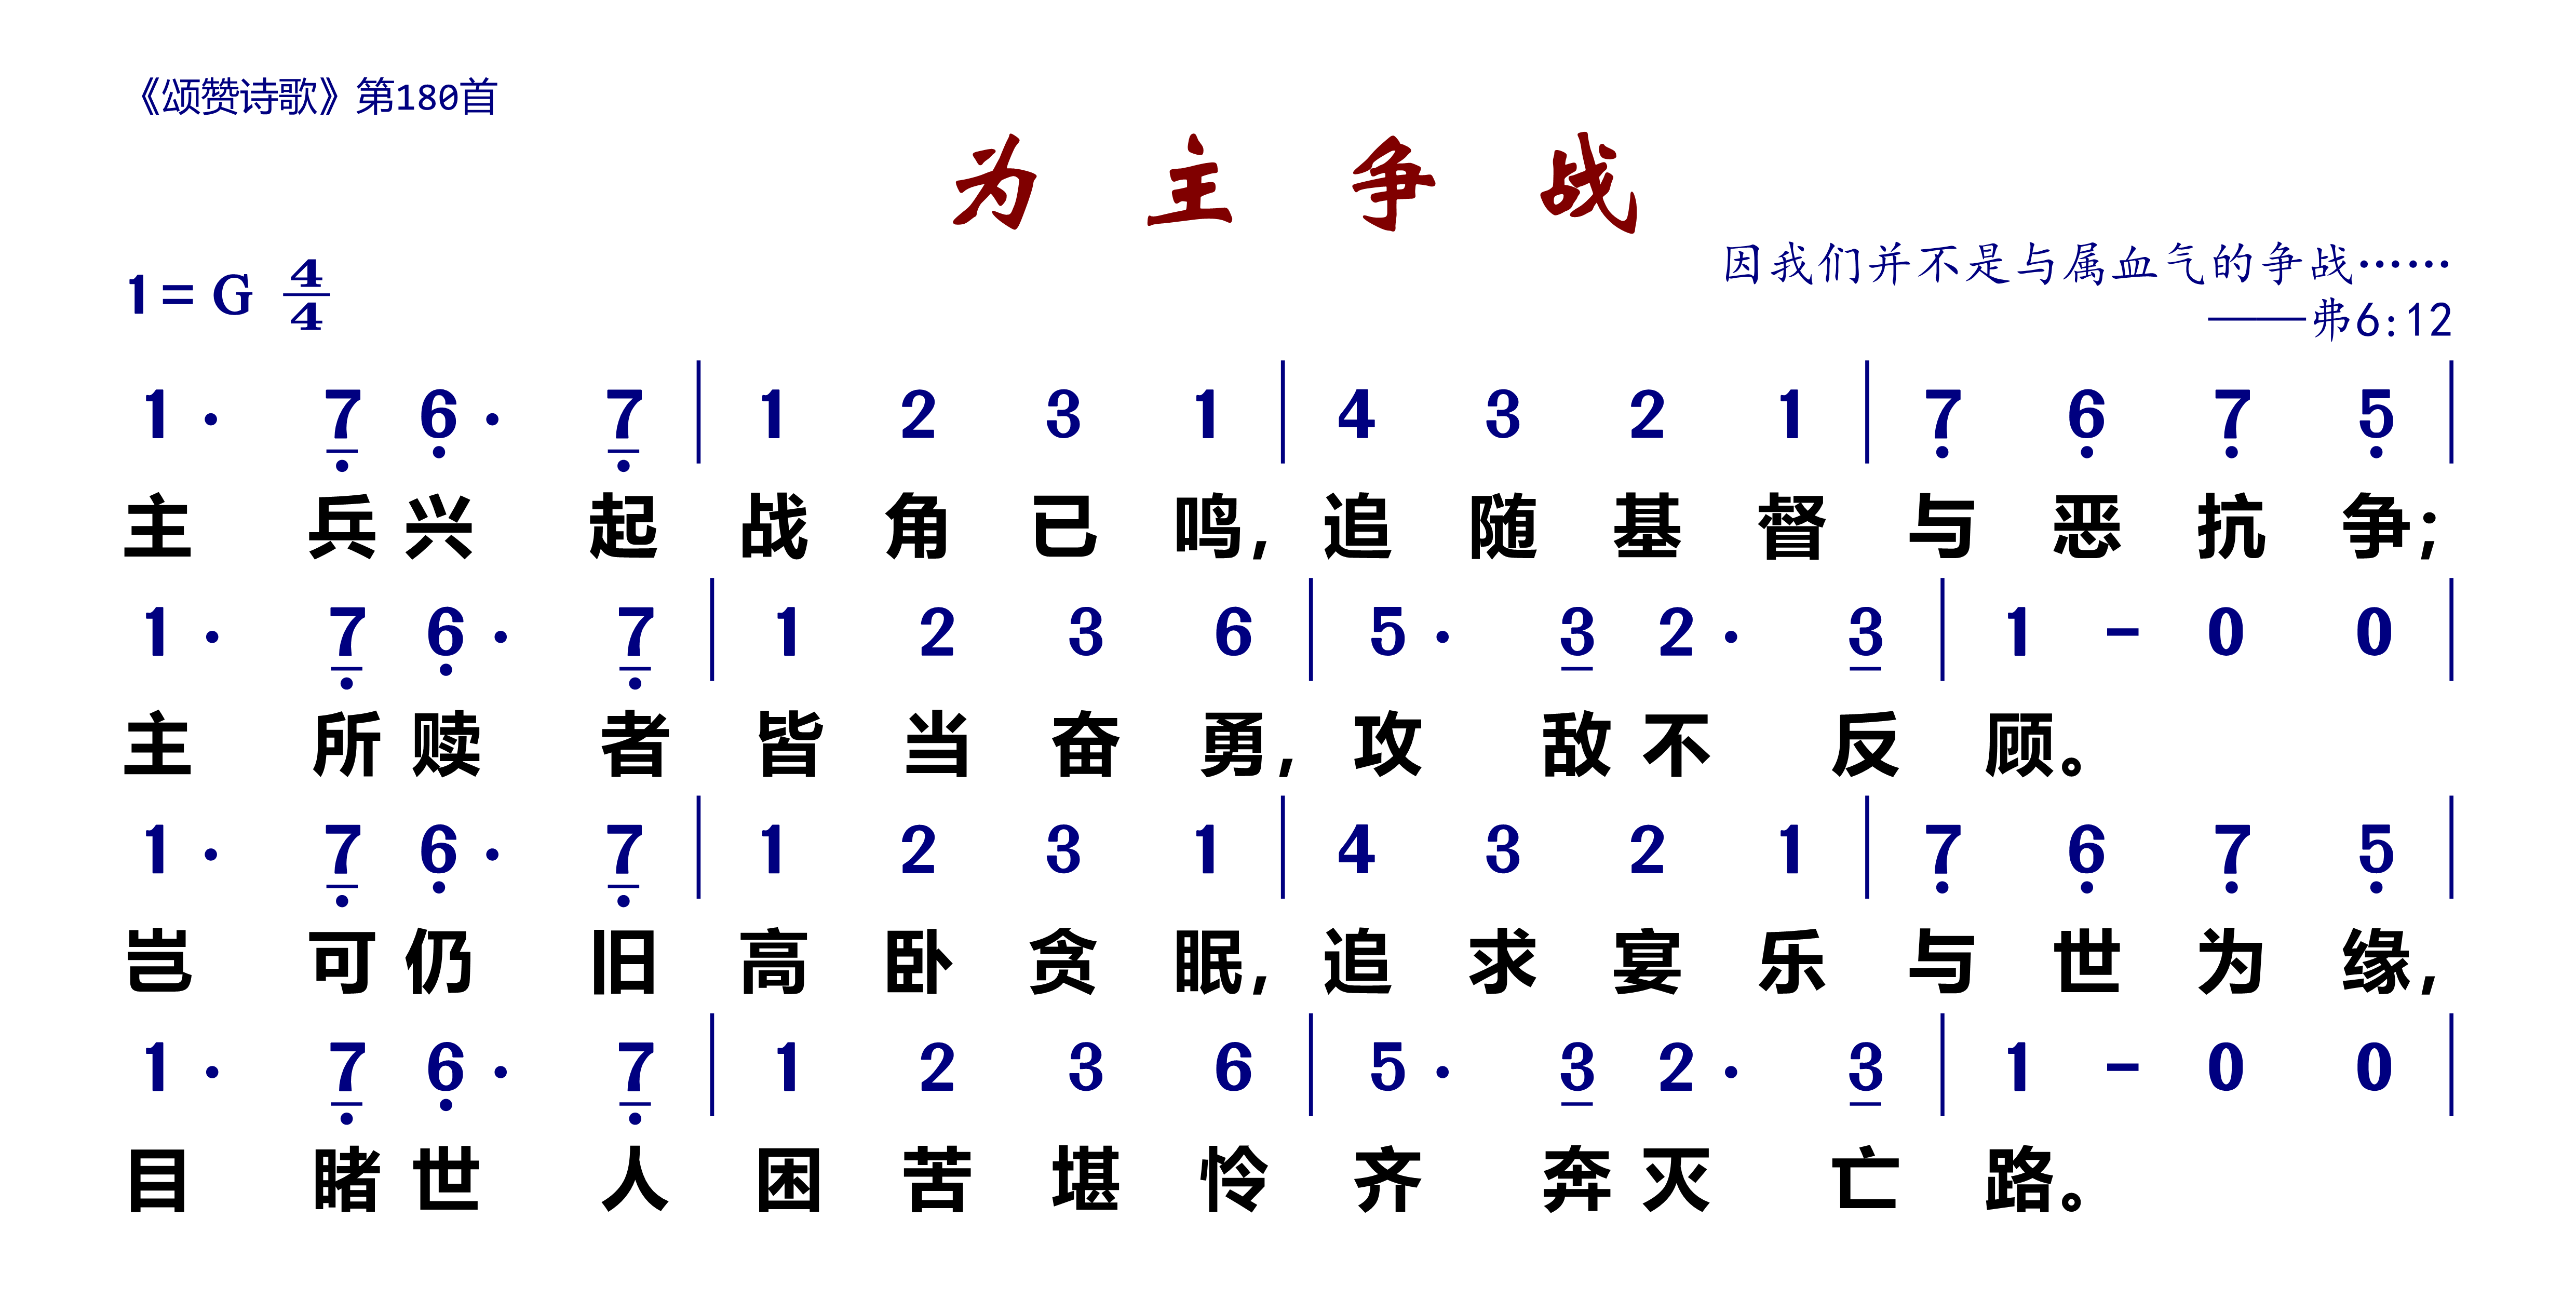 《颂赞诗歌》第180首
为主争战
因我们并不是与属血气的争战……
1=G 4/4
——弗6:12
1· 7 6· 7 | 1 2 3 1 | 4 3 2 1 | 7 6 7 5 |
主兵兴起战角已鸣,追随基督与恶抗争;
1· 7 6· 7 | 1 2 3 6 | 5· 3 2· 3 | 1 - 0 0 |
主所赎者皆当奋勇,攻敌不反顾。
1· 7 6· 7 | 1 2 3 1 | 4 3 2 1 | 7 6 7 5 |
岂可仍旧高卧贪眠,追求宴乐与世为缘,
1· 7 6· 7 | 1 2 3 6 | 5· 3 2· 3 | 1 - 0 0 |
目睹世人困苦堪怜齐奔灭亡路。